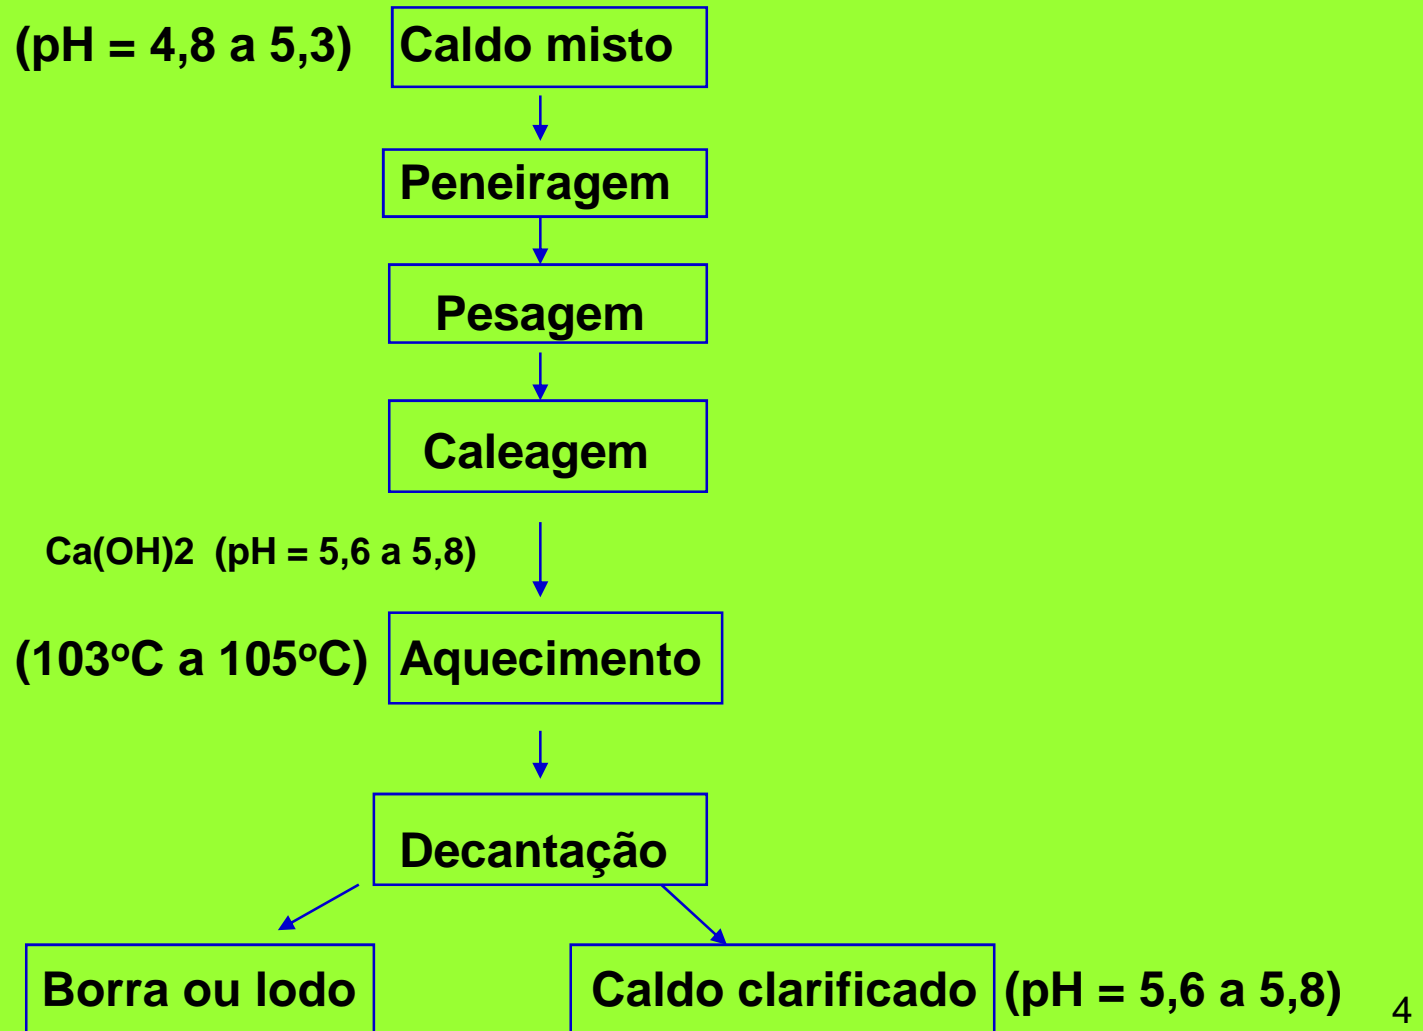 (pH = 4,8 a 5,3) Caldo misto
Peneiragem
Pesagem
Caleagem
Ca(OH)2 (pH = 5,6 a 5,8)
(103ºC a 105ºC) Aquecimento
Decantação
Borra ou lodo Caldo clarificado (pH = 5,6 a 5,8)
4